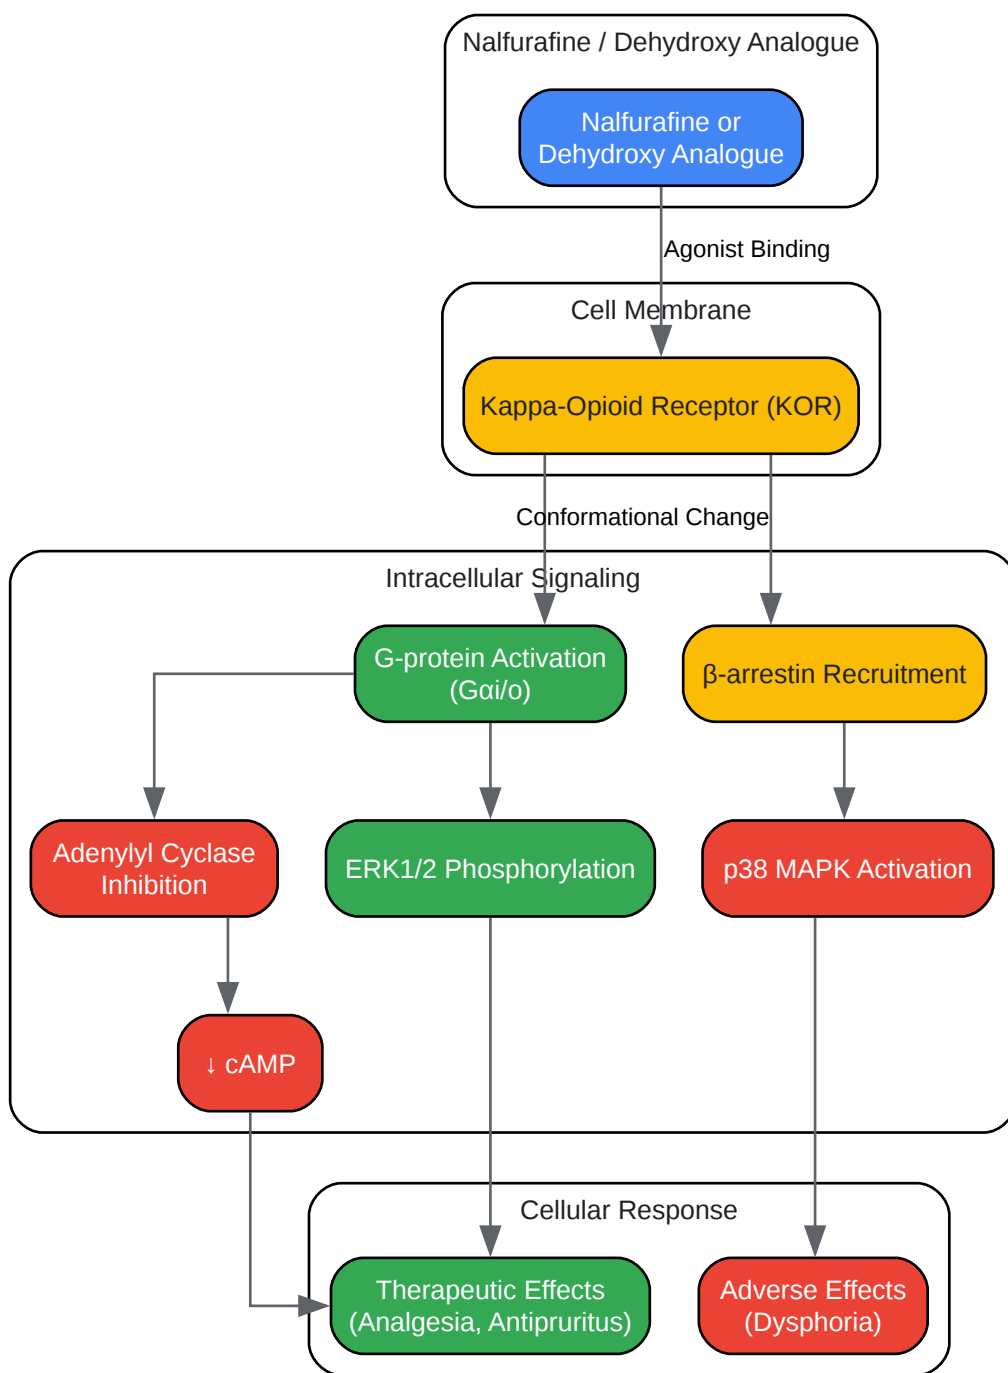 Nalfurafine / Dehydroxy Analogue
Nalfurafine or
Dehydroxy Analogue
Agonist Binding
Cell Membrane
Kappa-Opioid Receptor (KOR)
Conformational Change
Intracellular Signaling
G-protein Activation
(Gαi/o)
β-arrestin Recruitment
Adenylyl Cyclase
Inhibition
ERK1/2 Phosphorylation
p38 MAPK Activation
↓ cAMP
Cellular Response
Therapeutic Effects
(Analgesia, Antipruritus)
Adverse Effects
(Dysphoria)